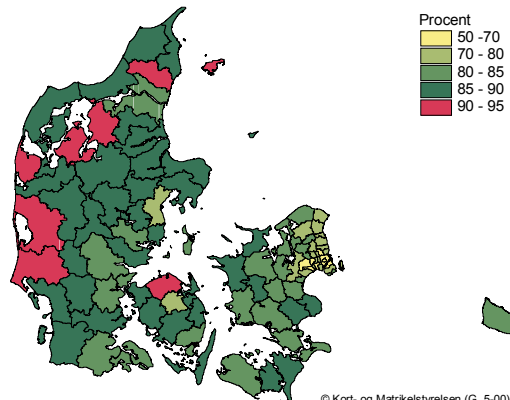 Procent
50 -70
70 - 80
80 - 85
85 - 90
90 - 95
© Kort- og Matrikelstyrelsen (G. 5-00)